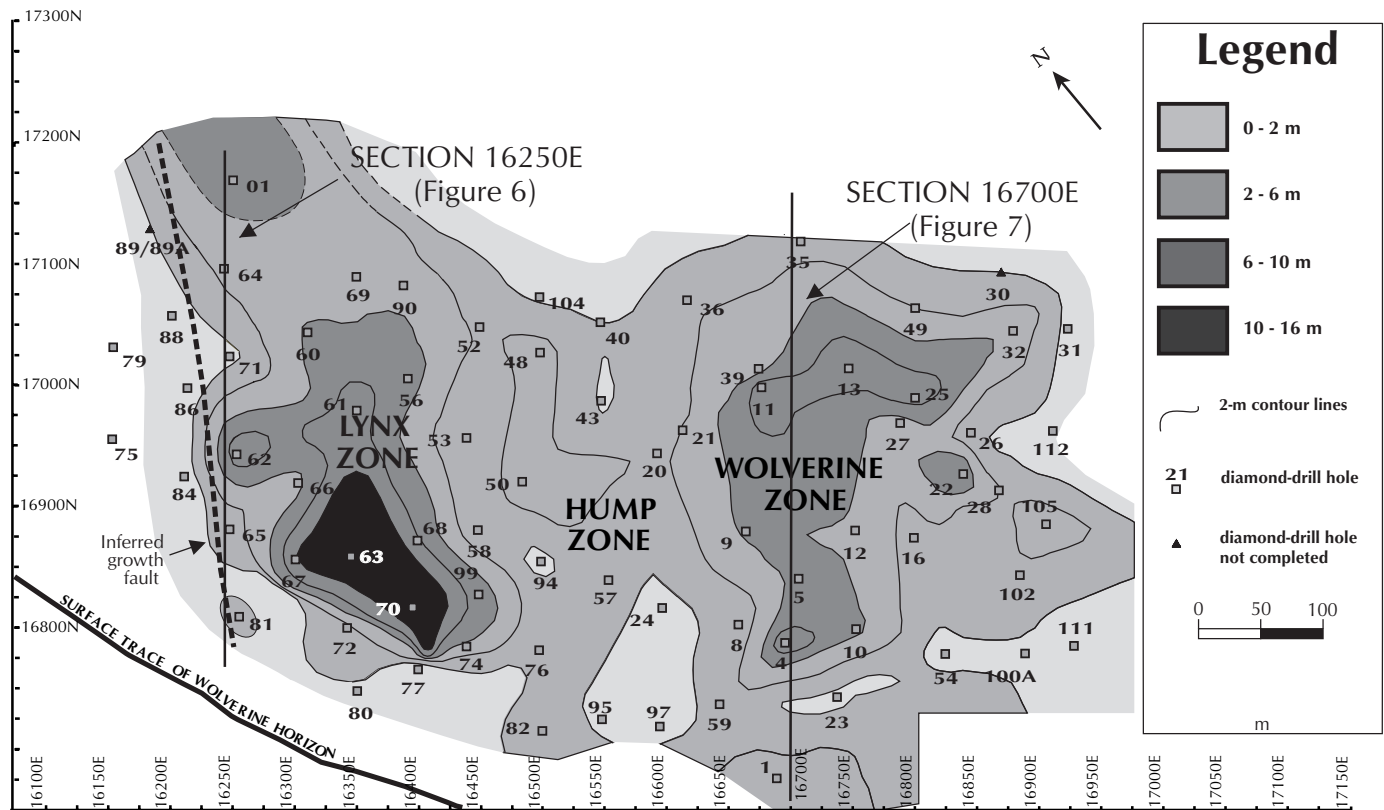 17300N
17200N
17100N
17000N
16900N
16800N
N
SECTION 16250E
(Figure 6)
SECTION 16700E
(Figure 7)
01
89/89A
64
69
90
104
40
36
35
30
88
79
71
60
52
48
49
32
31
86
61
56
43
39
11
13
25
LYNX
ZONE
75
62
53
21
20
27
26
112
WOLVERINE
ZONE
84
66
50
22
28
105
HUMP
ZONE
65
68
58
9
12
16
Inferred
growth
fault
63
67
99
94
57
5
102
70
24
81
72
74
76
8
4
10
54
100A
111
80
77
82
95
97
59
23
1
SURFACE TRACE OF WOLVERINE HORIZON
16100E
16150E
16200E
16250E
16300E
16350E
16400E
16450E
16500E
16550E
16600E
16650E
16700E
16750E
16800E
16850E
16900E
16950E
17000E
17050E
17100E
17150E
Legend
0 - 2 m
2 - 6 m
6 - 10 m
10 - 16 m
2-m contour lines
21
diamond-drill hole
diamond-drill hole
not completed
0 50 100
m